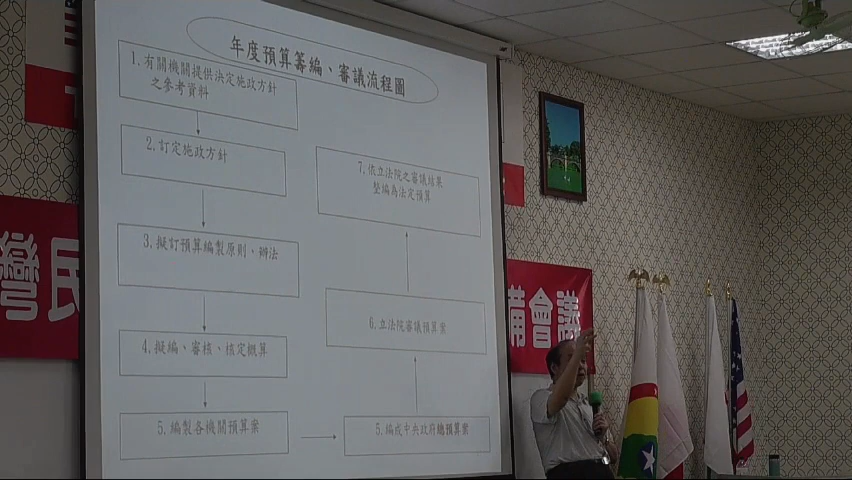 年度預算籌編、審議流程圖
1.有關機關提供決定施政方針
之參考資料
2.訂定施政方針
3.擬訂預算編製原則、辦法
4.擬編、審核、核定概算
5.編製各機關預算案
5.編成中央政府總預算案
6.立法院審議預算案
7.依立法院之審議結果
整編為法定預算
灣民
備會議